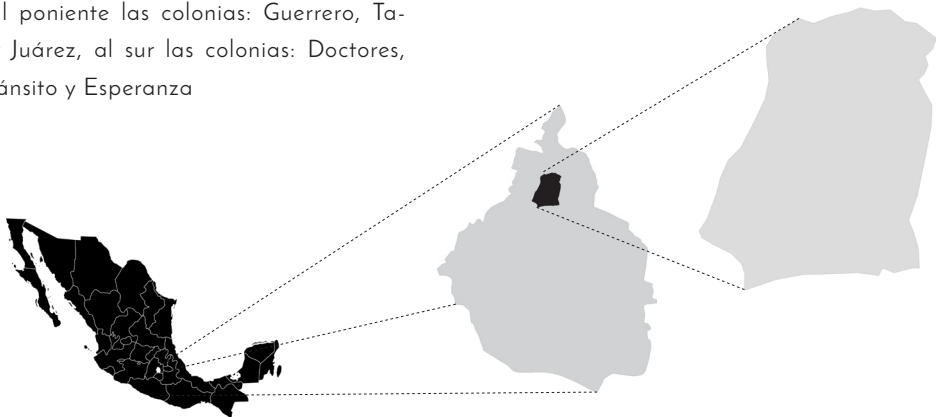 l poniente las colonias: Guerrero, Ta-
Juárez, al sur las colonias: Doctores,
ánsito y Esperanza